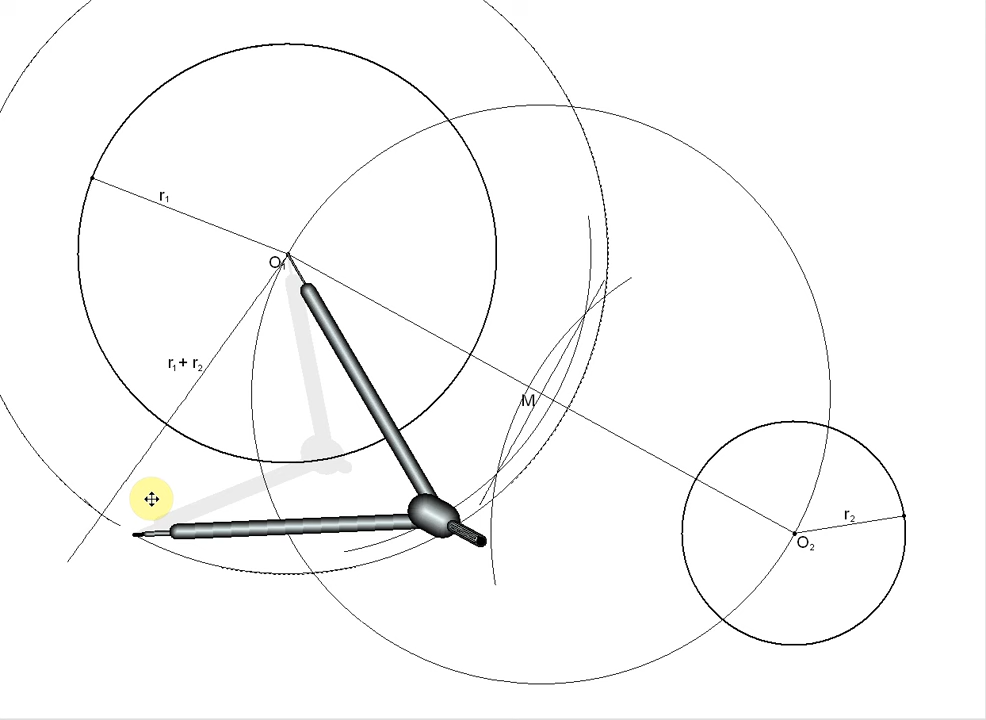 r₁
O₁
r₁+ r₂
M
r₂
O₂